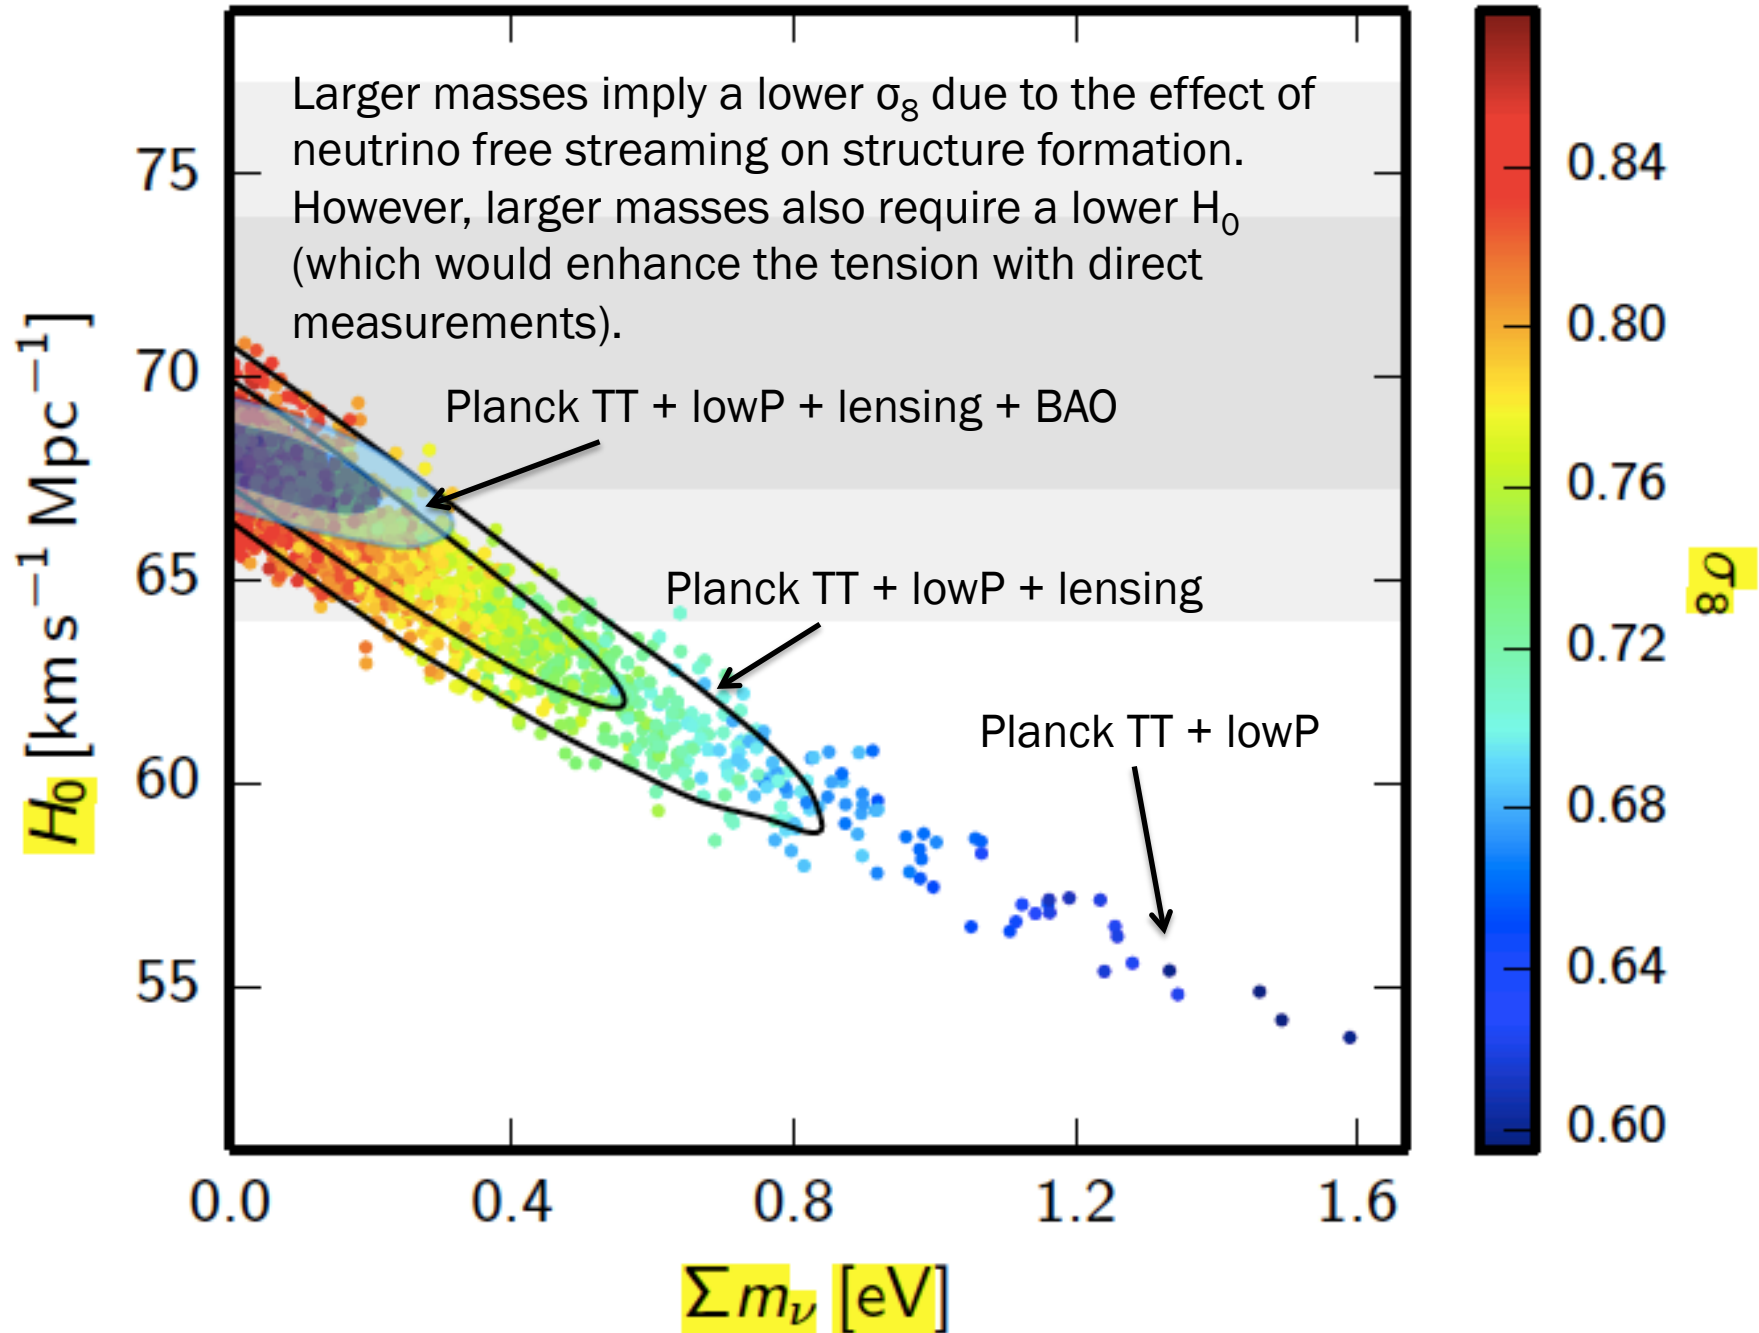 Larger masses imply a lower σ₈ due to the effect of
neutrino free streaming on structure formation.
However, larger masses also require a lower H₀
(which would enhance the tension with direct
measurements).
Planck TT + lowP + lensing + BAO
Planck TT + lowP + lensing
Planck TT + lowP
H₀ [km s⁻¹ Mpc⁻¹]
75
70
65
60
55
0.0 0.4 0.8 1.2 1.6
Σmᵥ [eV]
0.84
0.80
0.76
0.72
0.68
0.64
0.60
σ₈